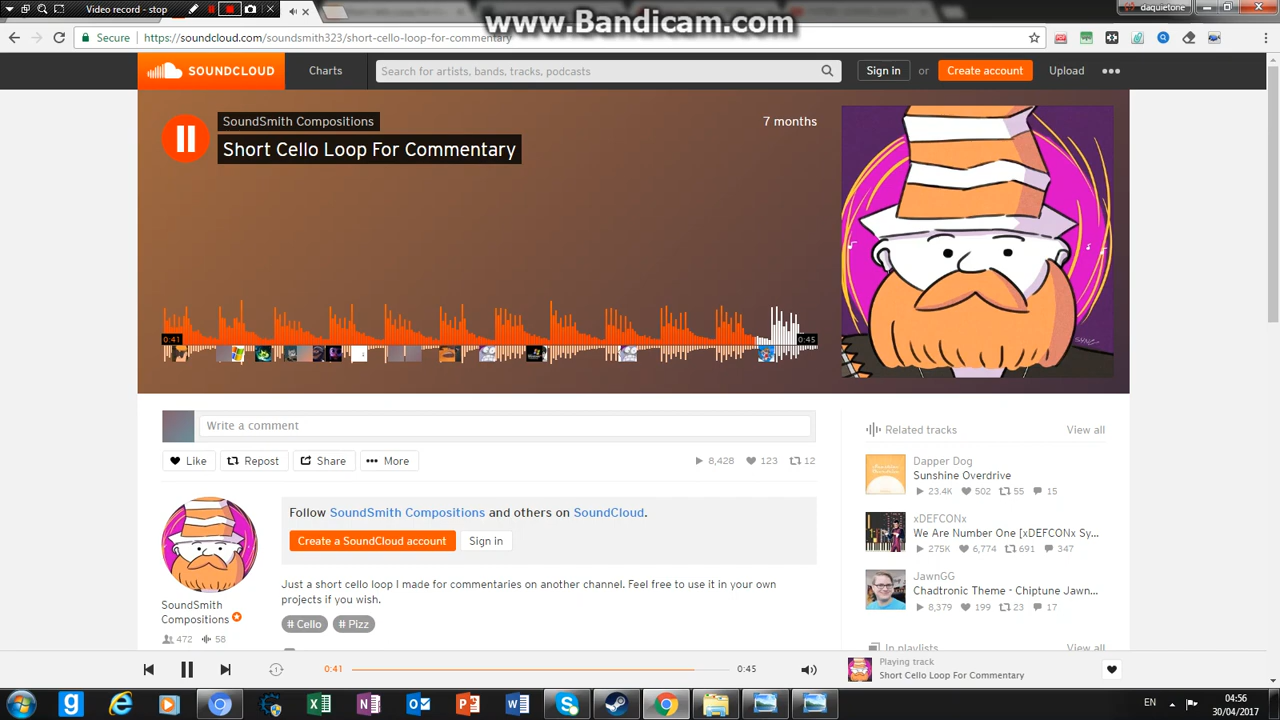 Video record - stop
www.Bandicam.com
daquietone
Secure
https://soundcloud.com/soundsmith323/short-cello-loop-for-commentary
SOUNDCLOUD
Charts
Search for artists, bands, tracks, podcasts
Sign in
or
Create account
Upload
SoundSmith Compositions
7 months
Short Cello Loop For Commentary
0:41
0:45
Write a comment
Like
Repost
Share
More
8,428
123
12
Related tracks
View all
Dapper Dog
Sunshine Overdrive
23.4K 502 55 15
xDEFCONx
We Are Number One [xDEFCONx Sy...
275K 6,774 691 347
JawnGG
Chadtronic Theme - Chiptune Jawn...
8,379 199 23 17
In playlists
View all
Follow SoundSmith Compositions and others on SoundCloud.
Create a SoundCloud account
Sign in
Just a short cello loop I made for commentaries on another channel. Feel free to use it in your own
projects if you wish.
# Cello
# Pizz
SoundSmith
Compositions
472 58
0:41
0:45
Playing track
Short Cello Loop For Commentary
EN
04:56
30/04/2017